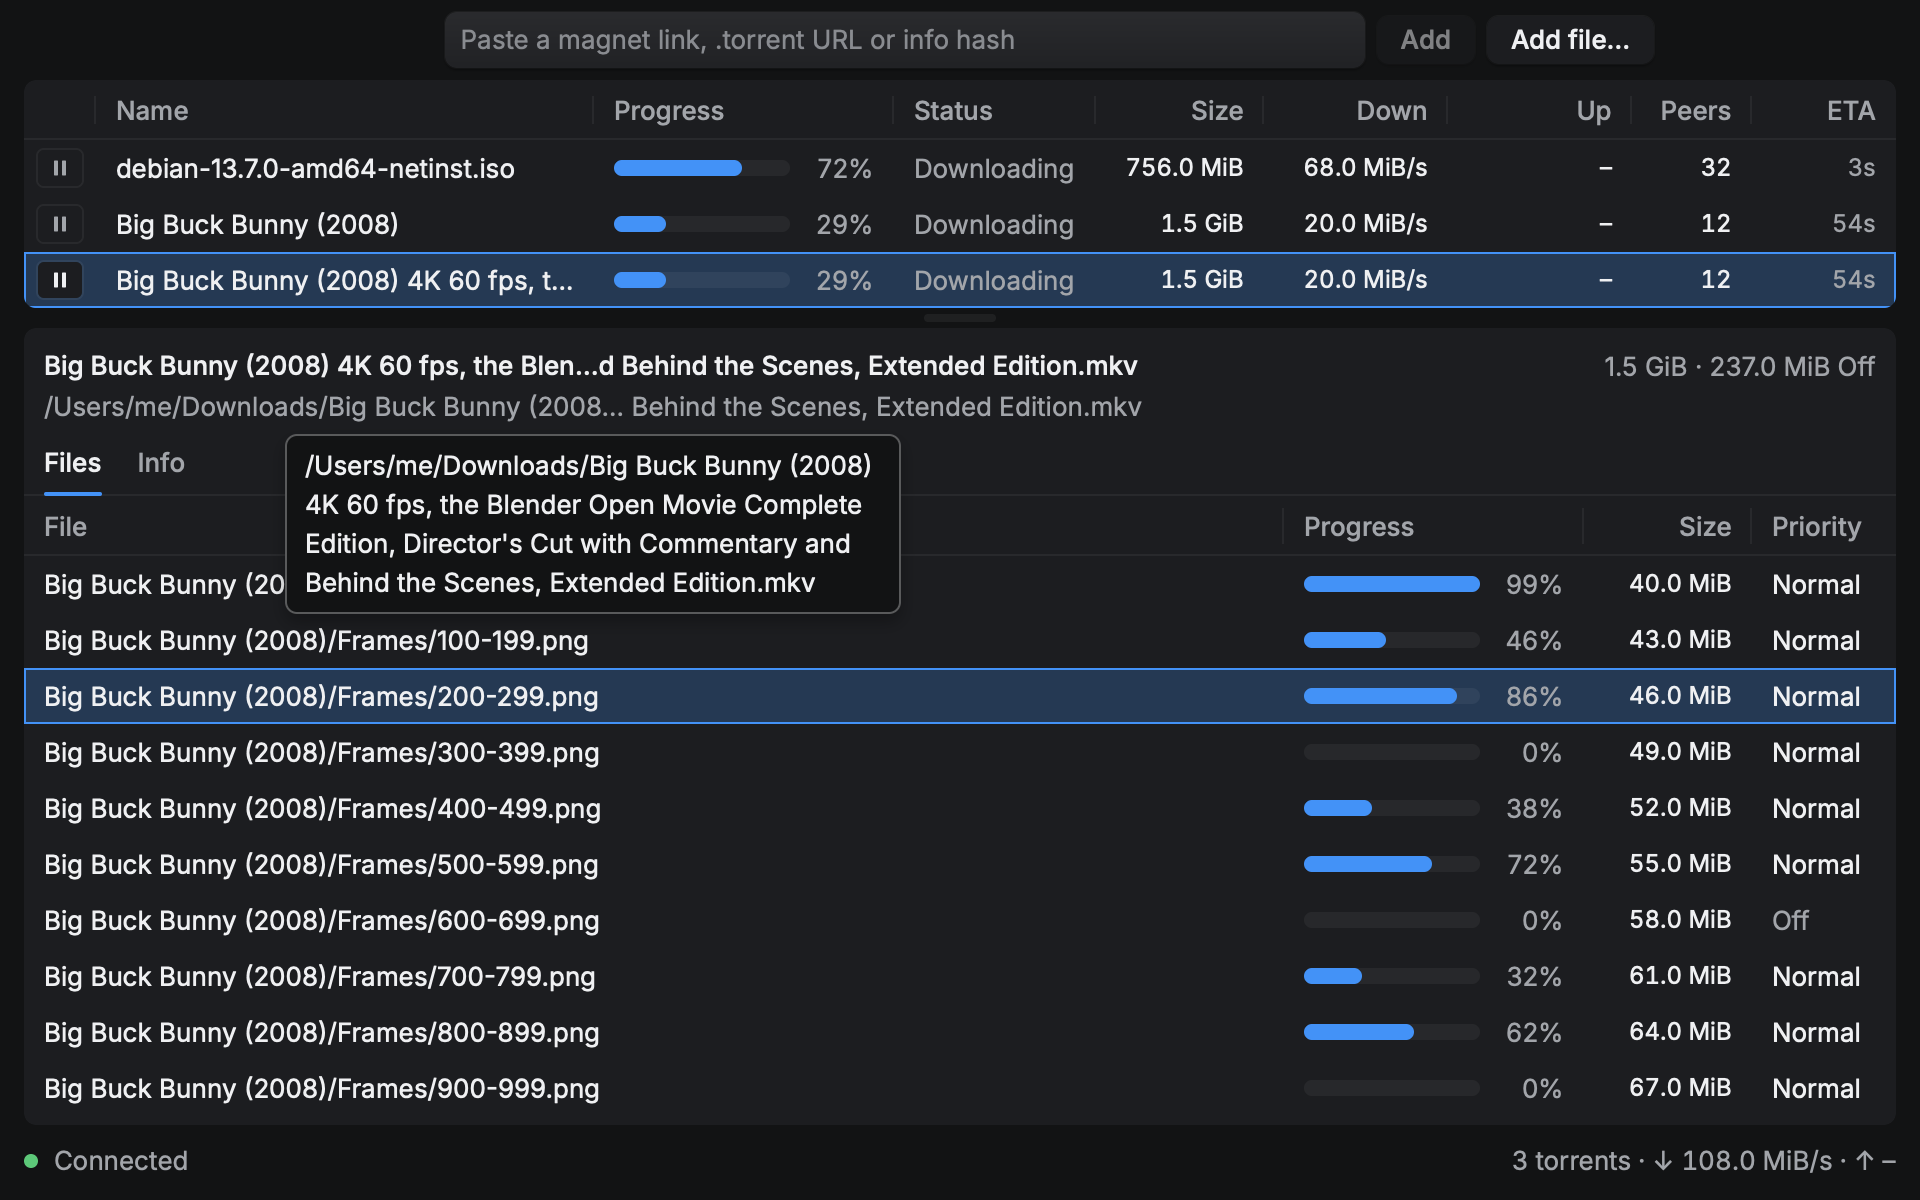 Paste a magnet link, .torrent URL or info hash Add Add file...
Name Progress Status Size Down Up Peers ETA
debian-13.7.0-amd64-netinst.iso 72% Downloading 756.0 MiB 68.0 MiB/s – 32 3s
Big Buck Bunny (2008) 29% Downloading 1.5 GiB 20.0 MiB/s – 12 54s
Big Buck Bunny (2008) 4K 60 fps, t... 29% Downloading 1.5 GiB 20.0 MiB/s – 12 54s
Big Buck Bunny (2008) 4K 60 fps, the Blen...d Behind the Scenes, Extended Edition.mkv 1.5 GiB · 237.0 MiB Off
/Users/me/Downloads/Big Buck Bunny (2008... Behind the Scenes, Extended Edition.mkv
Files Info
/Users/me/Downloads/Big Buck Bunny (2008)
4K 60 fps, the Blender Open Movie Complete
Edition, Director's Cut with Commentary and
Behind the Scenes, Extended Edition.mkv
File Progress Size Priority
Big Buck Bunny (20 99% 40.0 MiB Normal
Big Buck Bunny (2008)/Frames/100-199.png 46% 43.0 MiB Normal
Big Buck Bunny (2008)/Frames/200-299.png 86% 46.0 MiB Normal
Big Buck Bunny (2008)/Frames/300-399.png 0% 49.0 MiB Normal
Big Buck Bunny (2008)/Frames/400-499.png 38% 52.0 MiB Normal
Big Buck Bunny (2008)/Frames/500-599.png 72% 55.0 MiB Normal
Big Buck Bunny (2008)/Frames/600-699.png 0% 58.0 MiB Off
Big Buck Bunny (2008)/Frames/700-799.png 32% 61.0 MiB Normal
Big Buck Bunny (2008)/Frames/800-899.png 62% 64.0 MiB Normal
Big Buck Bunny (2008)/Frames/900-999.png 0% 67.0 MiB Normal
Connected 3 torrents · ↓ 108.0 MiB/s · ↑ –